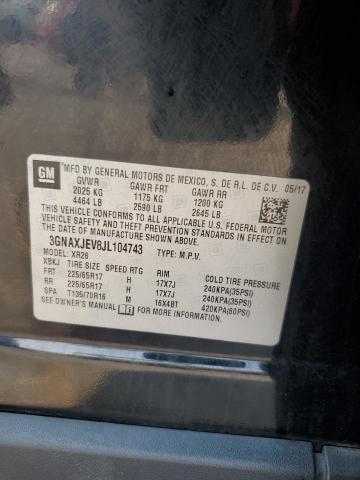 GM
MFD BY GENERAL MOTORS DE MEXICO, S. DE R.L. DE C.V. 05/17
GVWR GAWR FRT GAWR RR
2025 KG 1175 KG 1200 KG
4464 LB 2590 LB 2645 LB
THIS VEHICLE CONFORMS TO ALL APPLICABLE U.S. FEDERAL MOTOR
VEHICLE SAFETY AND THEFT PREVENTION STANDARDS IN EFFECT ON THE
DATE OF MANUFACTURE SHOWN ABOVE.
3GNAXJEV8JL104743 TYPE: M.P.V.
MODEL: XR26
XBKJ TIRE SIZE SPEED RTG RIM COLD TIRE PRESSURE
FRT 225/65R17 H 17X7J 240KPA(35PSI)
RR 225/65R17 H 17X7J 240KPA(35PSI)
SPA T135/70R16 M 16X4BT 420KPA(60PSI)
SEE OWNER'S MANUAL FOR MORE INFORMATION.